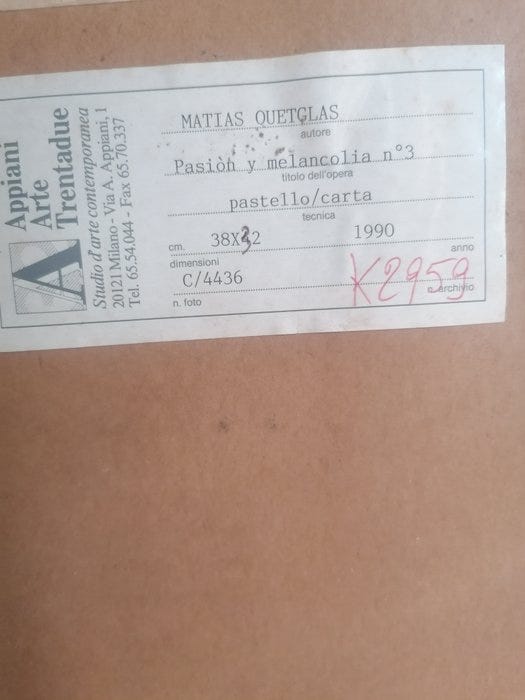 Appiani
Arte
Trentadue
Studio d'arte contemporanea
20121 Milano - Via A. Appiani, 1
Tel. 65.54.044 - Fax 65.70.337
MATIAS QUETGLAS
autore
Pasiòn y melancolia n°3
titolo dell'opera
pastello/carta
tecnica
cm. 38X32 1990
dimensioni anno
C/4436 K2959
n. foto c. archivio